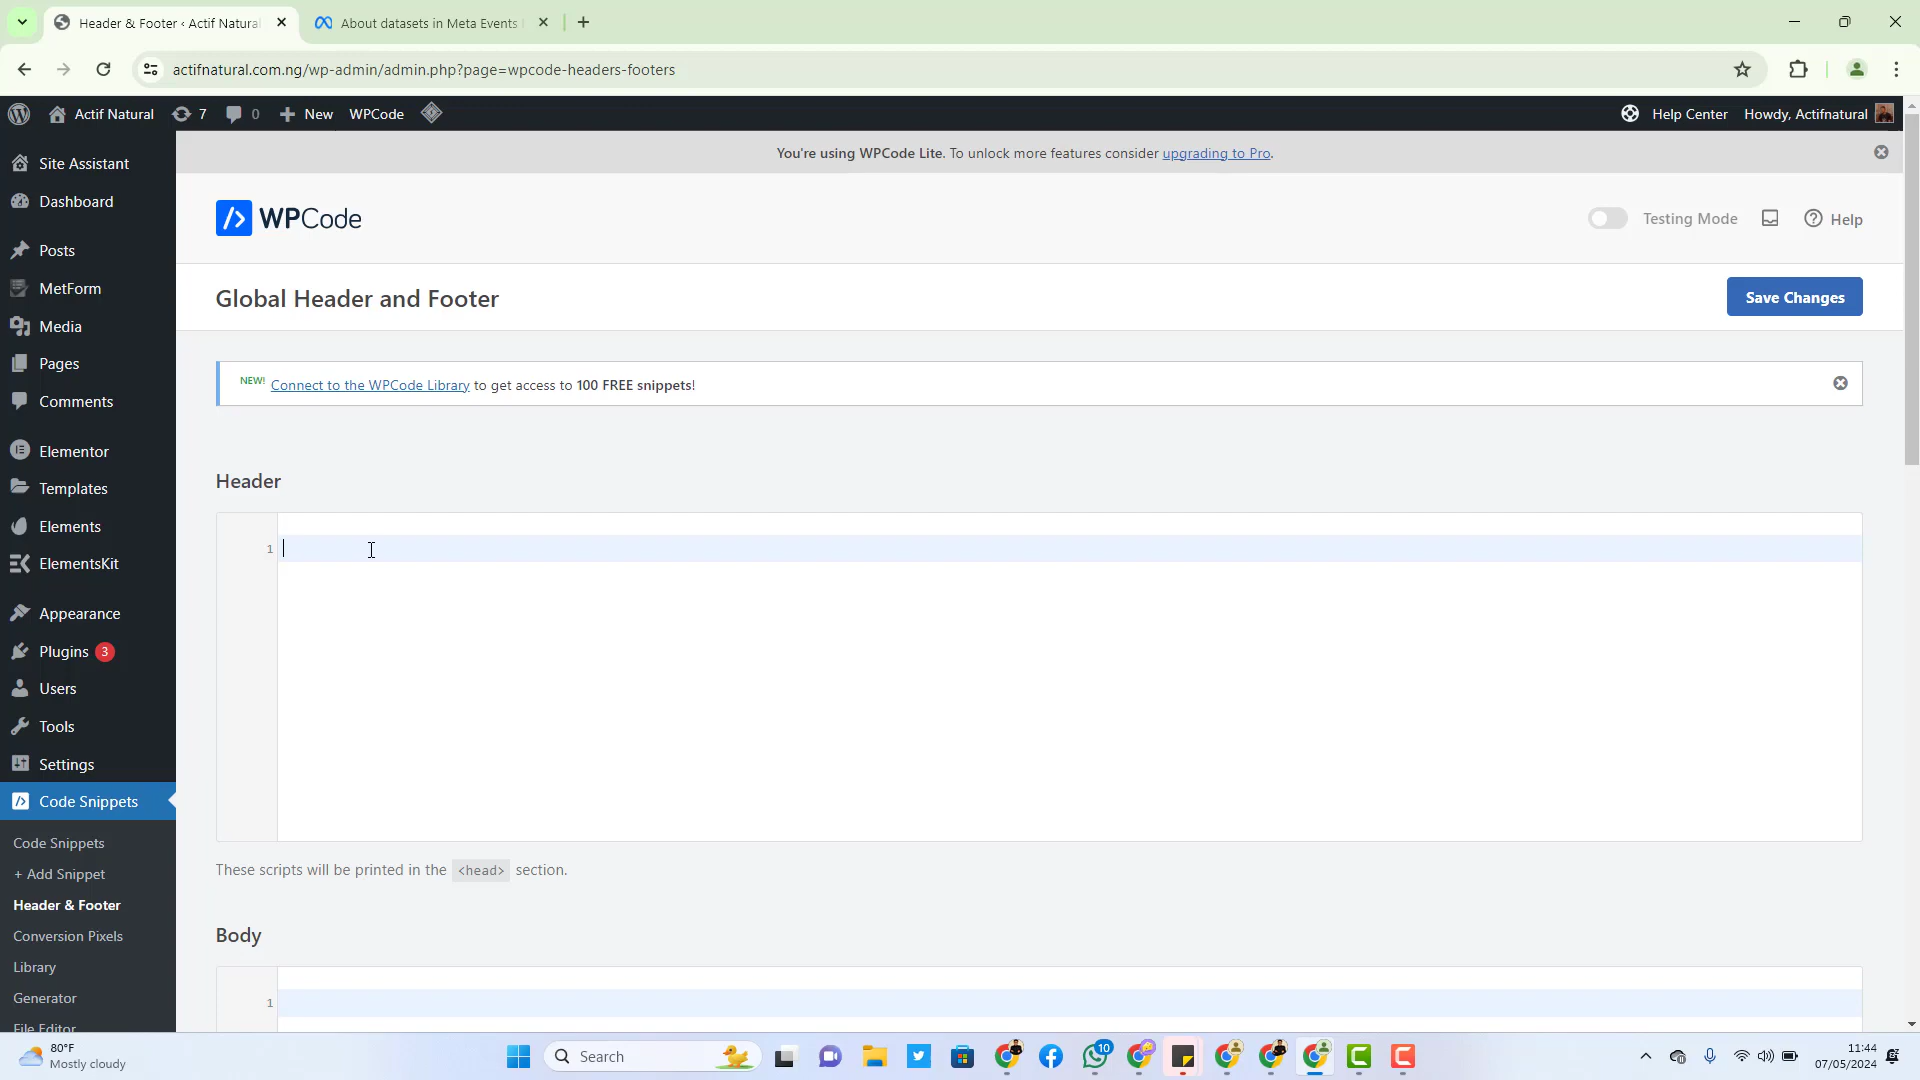 Header & Footer ‹ Actif Natural
About datasets in Meta Events
actifnatural.com.ng/wp-admin/admin.php?page=wpcode-headers-footers
Actif Natural
7
0
New
WPCode
Help Center
Howdy, Actifnatural
You're using WPCode Lite. To unlock more features consider upgrading to Pro.
Site Assistant
Dashboard
Posts
MetForm
Media
Pages
Comments
Elementor
Templates
Elements
ElementsKit
Appearance
Plugins 3
Users
Tools
Settings
Code Snippets
Code Snippets
+ Add Snippet
Header & Footer
Conversion Pixels
Library
Generator
File Editor
WPCode
Testing Mode
Help
Global Header and Footer
Save Changes
NEW! Connect to the WPCode Library to get access to 100 FREE snippets!
Header
1
These scripts will be printed in the <head> section.
Body
1
80°F
Mostly cloudy
Search
10
11:44
07/05/2024